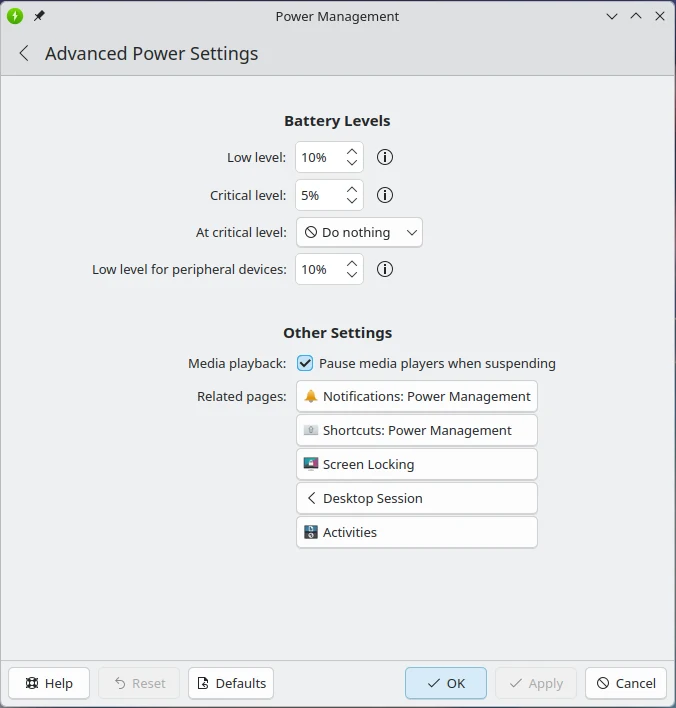 Power Management
Advanced Power Settings
Battery Levels
Low level: 10%
Critical level: 5%
At critical level: Do nothing
Low level for peripheral devices: 10%
Other Settings
Media playback: Pause media players when suspending
Related pages: Notifications: Power Management
Shortcuts: Power Management
Screen Locking
Desktop Session
Activities
Help Reset Defaults OK Apply Cancel